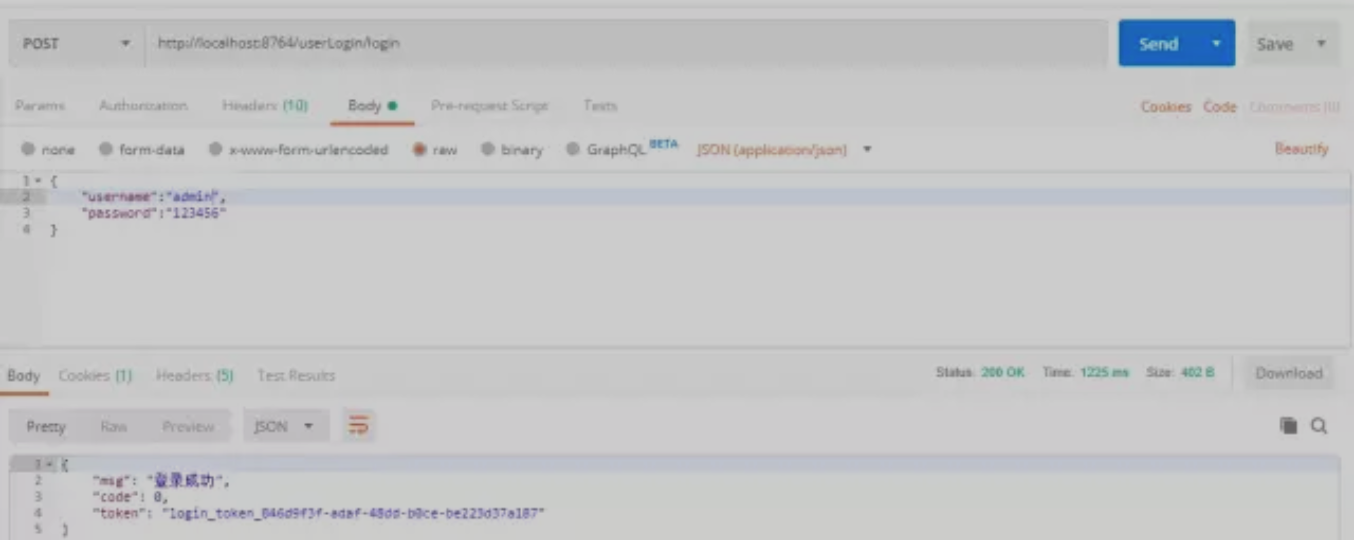 POST http://localhost:8764/userLogin/login Send Save
Params Authorization Headers (10) Body Pre-request Script Tests Cookies Code Comments (0)
none form-data x-www-form-urlencoded raw binary GraphQL BETA JSON (application/json) Beautify
1 {
2 "username":"admin",
3 "password":"123456"
4 }
Body Cookies (1) Headers (5) Test Results Status: 200 OK Time: 1225 ms Size: 402 B Download
Pretty Raw Preview JSON
1 {
2 "msg": "登录成功",
3 "code": 0,
4 "token": "login_token_046d9f3f-adaf-48dd-b0ce-be223d37a187"
5 }